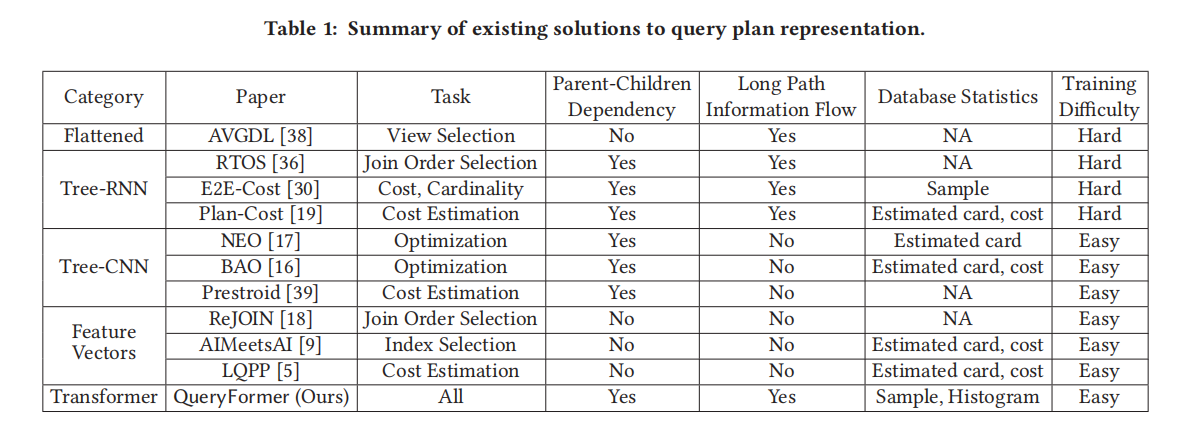 Table 1: Summary of existing solutions to query plan representation.
Category Paper Task Parent-Children Dependency Long Path Information Flow Database Statistics Training Difficulty
Flattened AVGDL [38] View Selection No Yes NA Hard
Tree-RNN RTOS [36] Join Order Selection Yes Yes NA Hard
E2E-Cost [30] Cost, Cardinality Yes Yes Sample Hard
Plan-Cost [19] Cost Estimation Yes Yes Estimated card, cost Hard
Tree-CNN NEO [17] Optimization Yes No Estimated card Easy
BAO [16] Optimization Yes No Estimated card, cost Easy
Prestroid [39] Cost Estimation Yes No NA Easy
Feature Vectors ReJOIN [18] Join Order Selection No No NA Easy
AIMeetsAI [9] Index Selection No No Estimated card, cost Easy
LQPP [5] Cost Estimation No No Estimated card, cost Easy
Transformer QueryFormer (Ours) All Yes Yes Sample, Histogram Easy